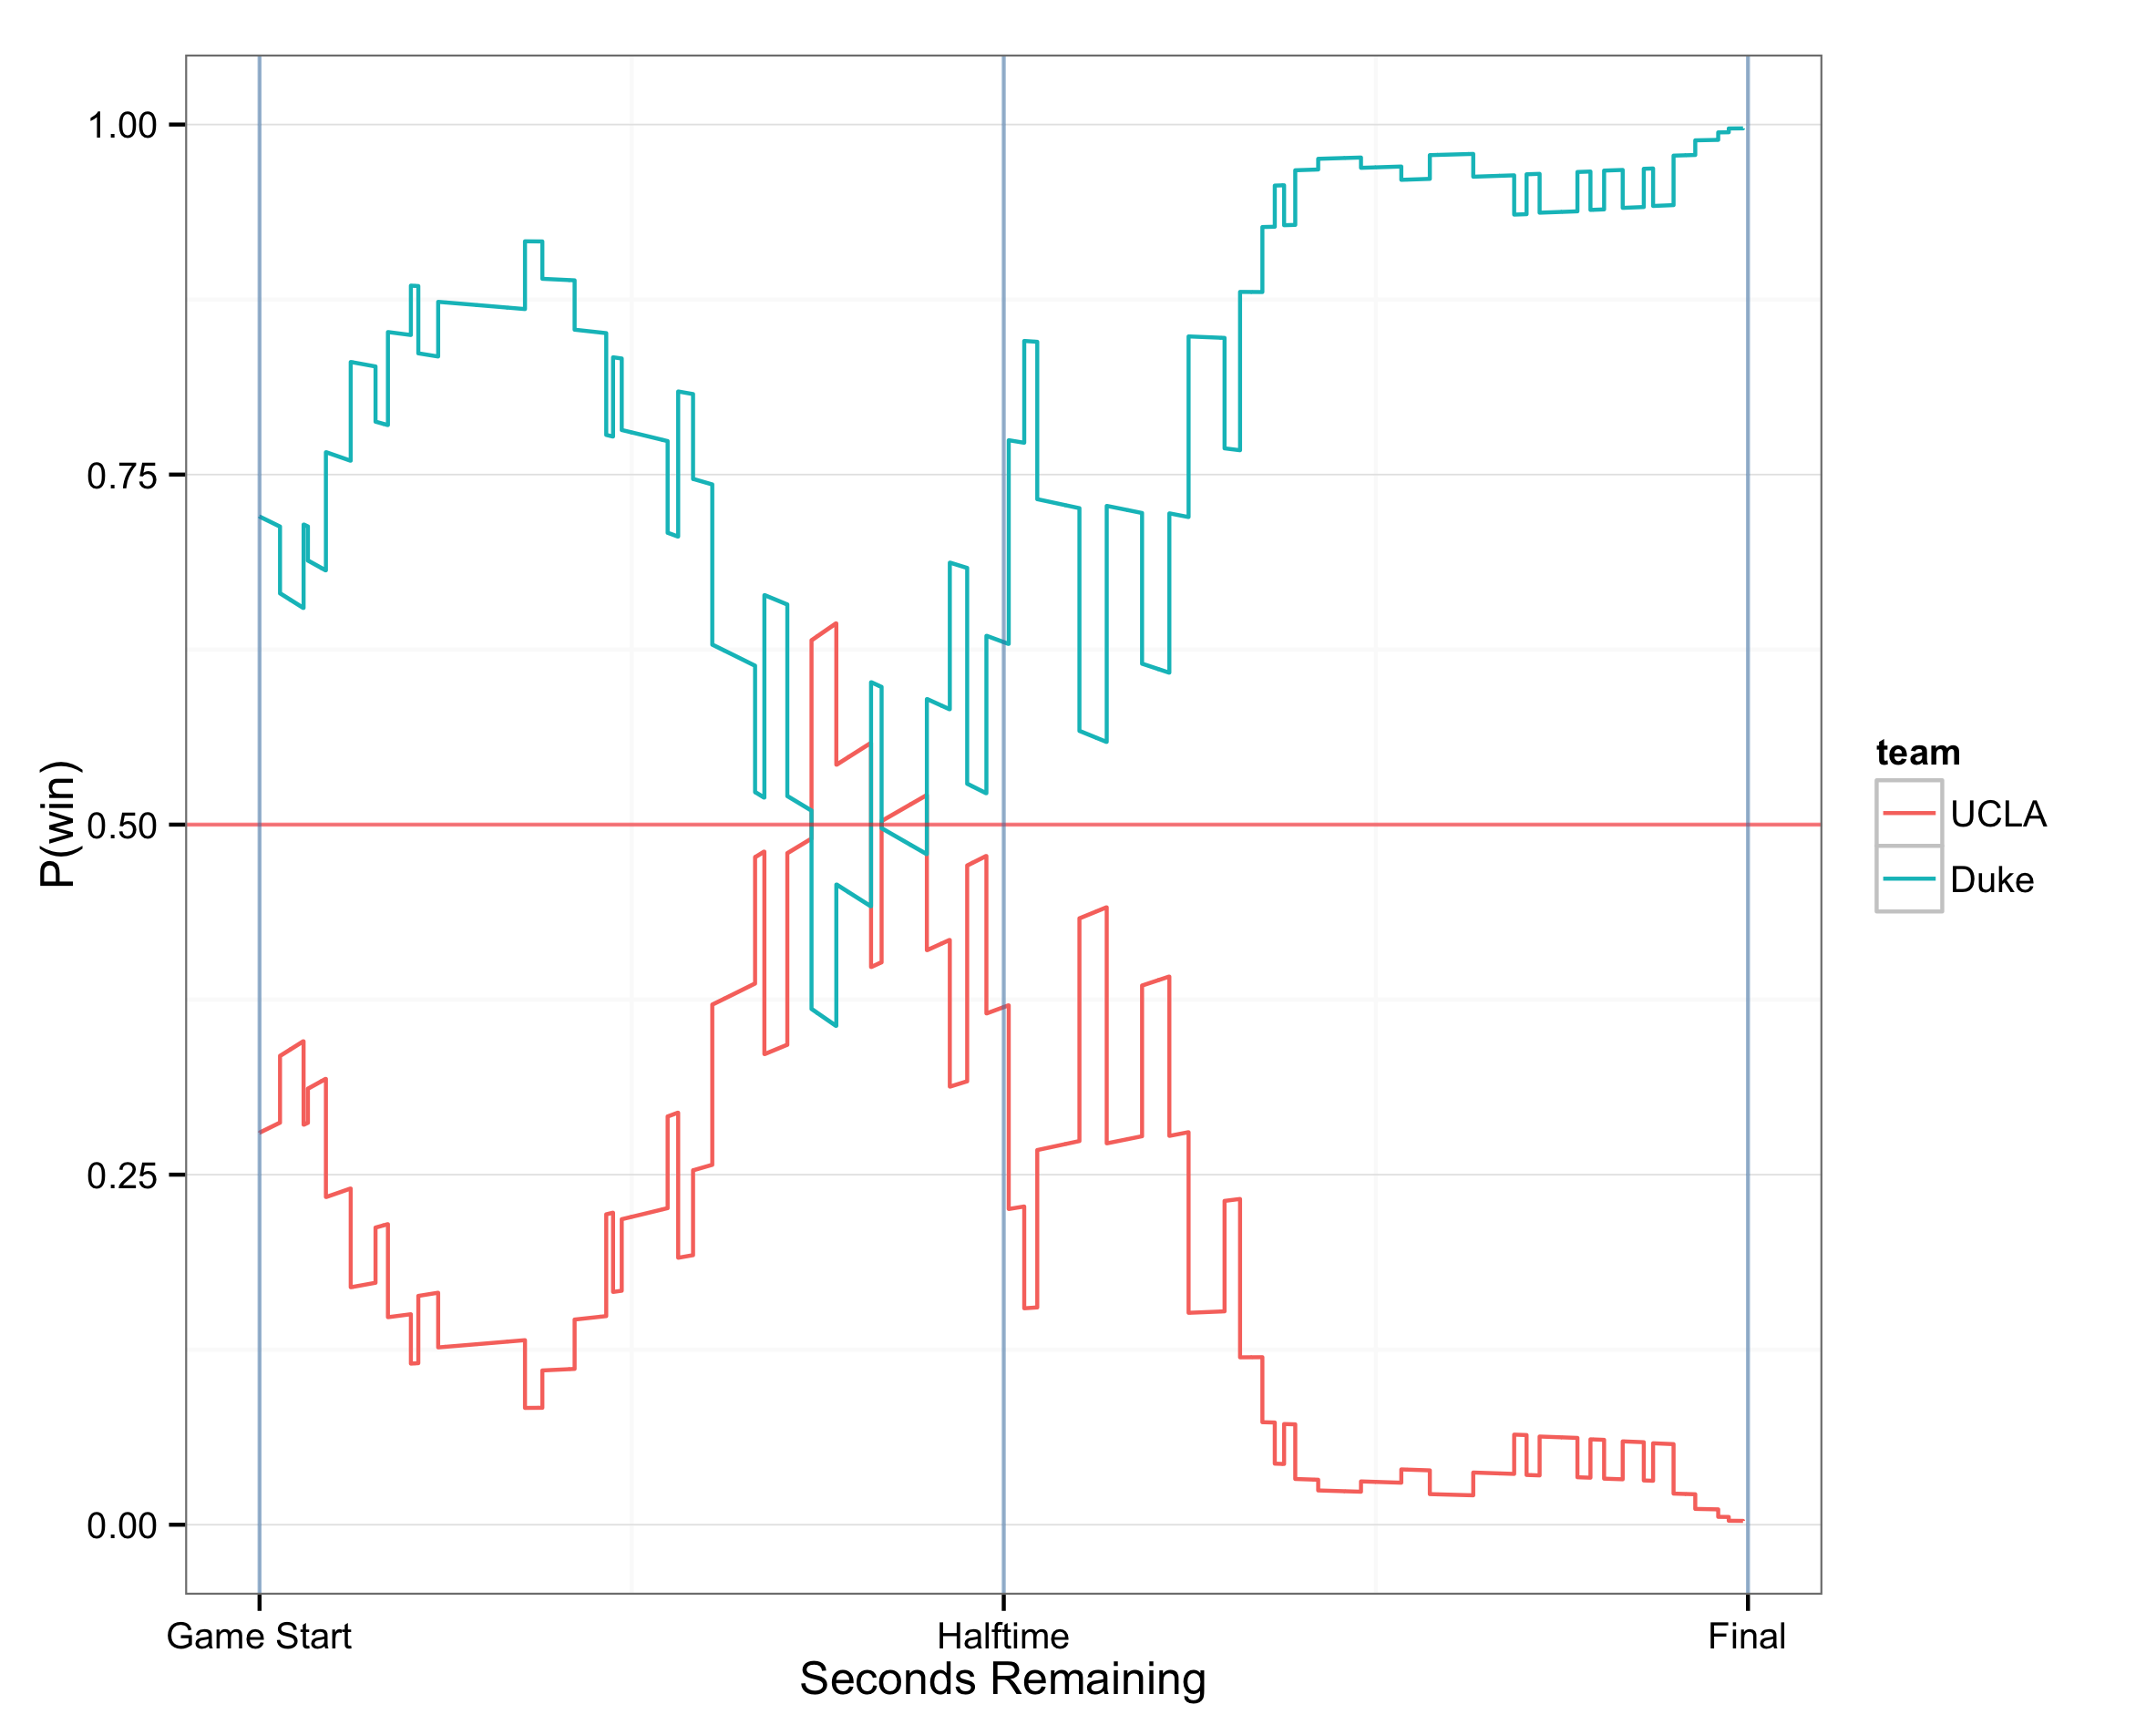 1.00
0.75
0.50
0.25
0.00
P(win)
Game Start
Halftime
Final
Seconds Remaining
team
UCLA
Duke